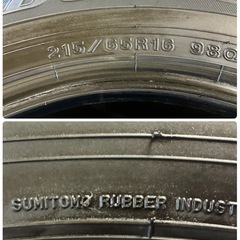 215/65R16 98Q
SUMITOMO RUBBER INDUST